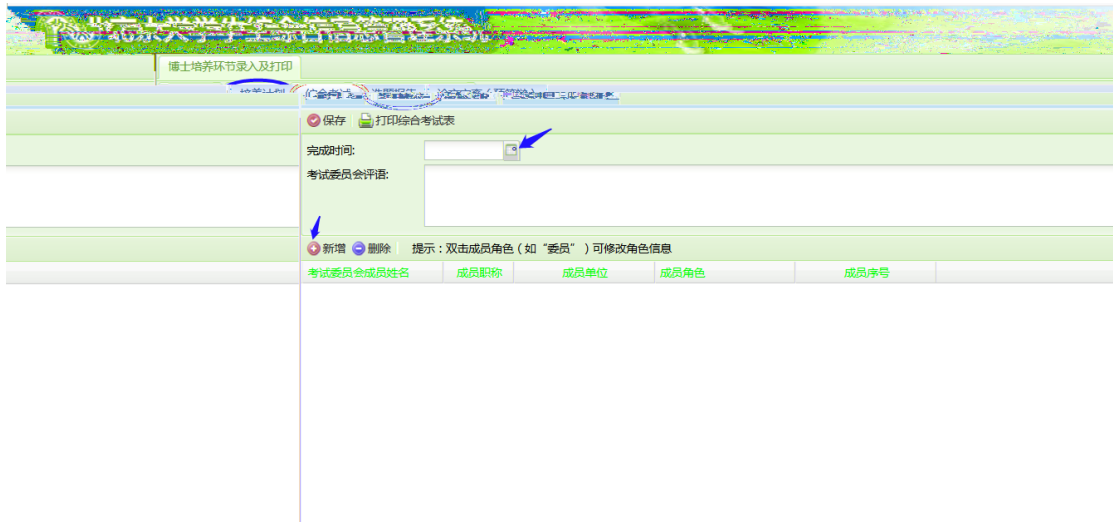 博士培养环节录入及打印
培养计划
保存 打印综合考试表
完成时间:
考试委员会评语:
新增 删除 提示：双击成员角色（如“委员”）可修改角色信息
考试委员会成员姓名 成员职称 成员单位 成员角色 成员序号